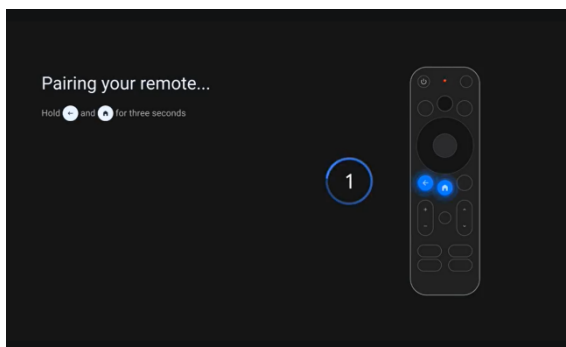 Pairing your remote...
Hold and for three seconds
1
+ -
- -